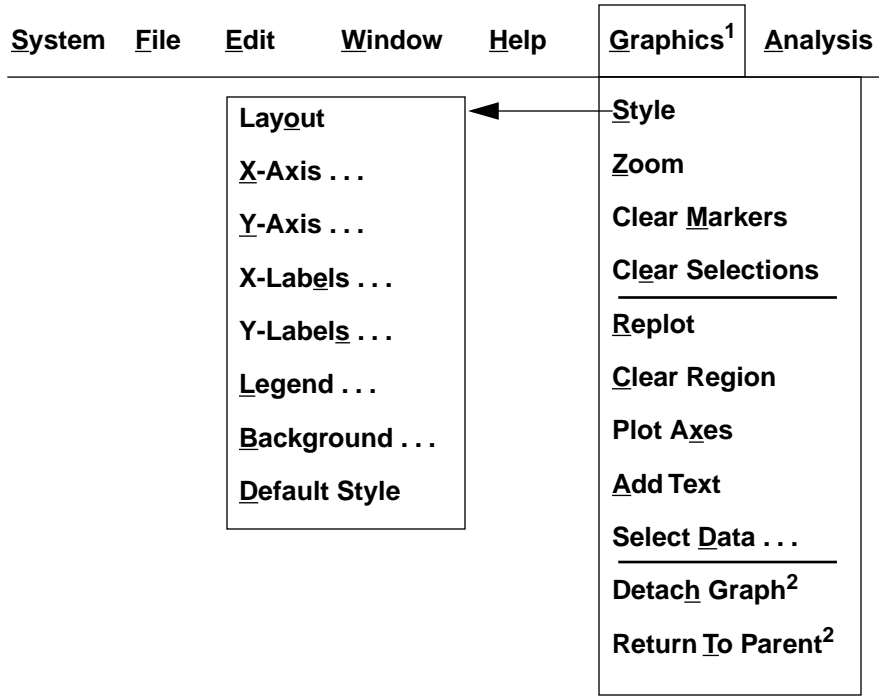 System File Edit Window Help Graphics¹ Analysis
Layout
X-Axis . . .
Y-Axis . . .
X-Labels . . .
Y-Labels . . .
Legend . . .
Background . . .
Default Style
Style
Zoom
Clear Markers
Clear Selections
Replot
Clear Region
Plot Axes
Add Text
Select Data . . .
Detach Graph²
Return To Parent²